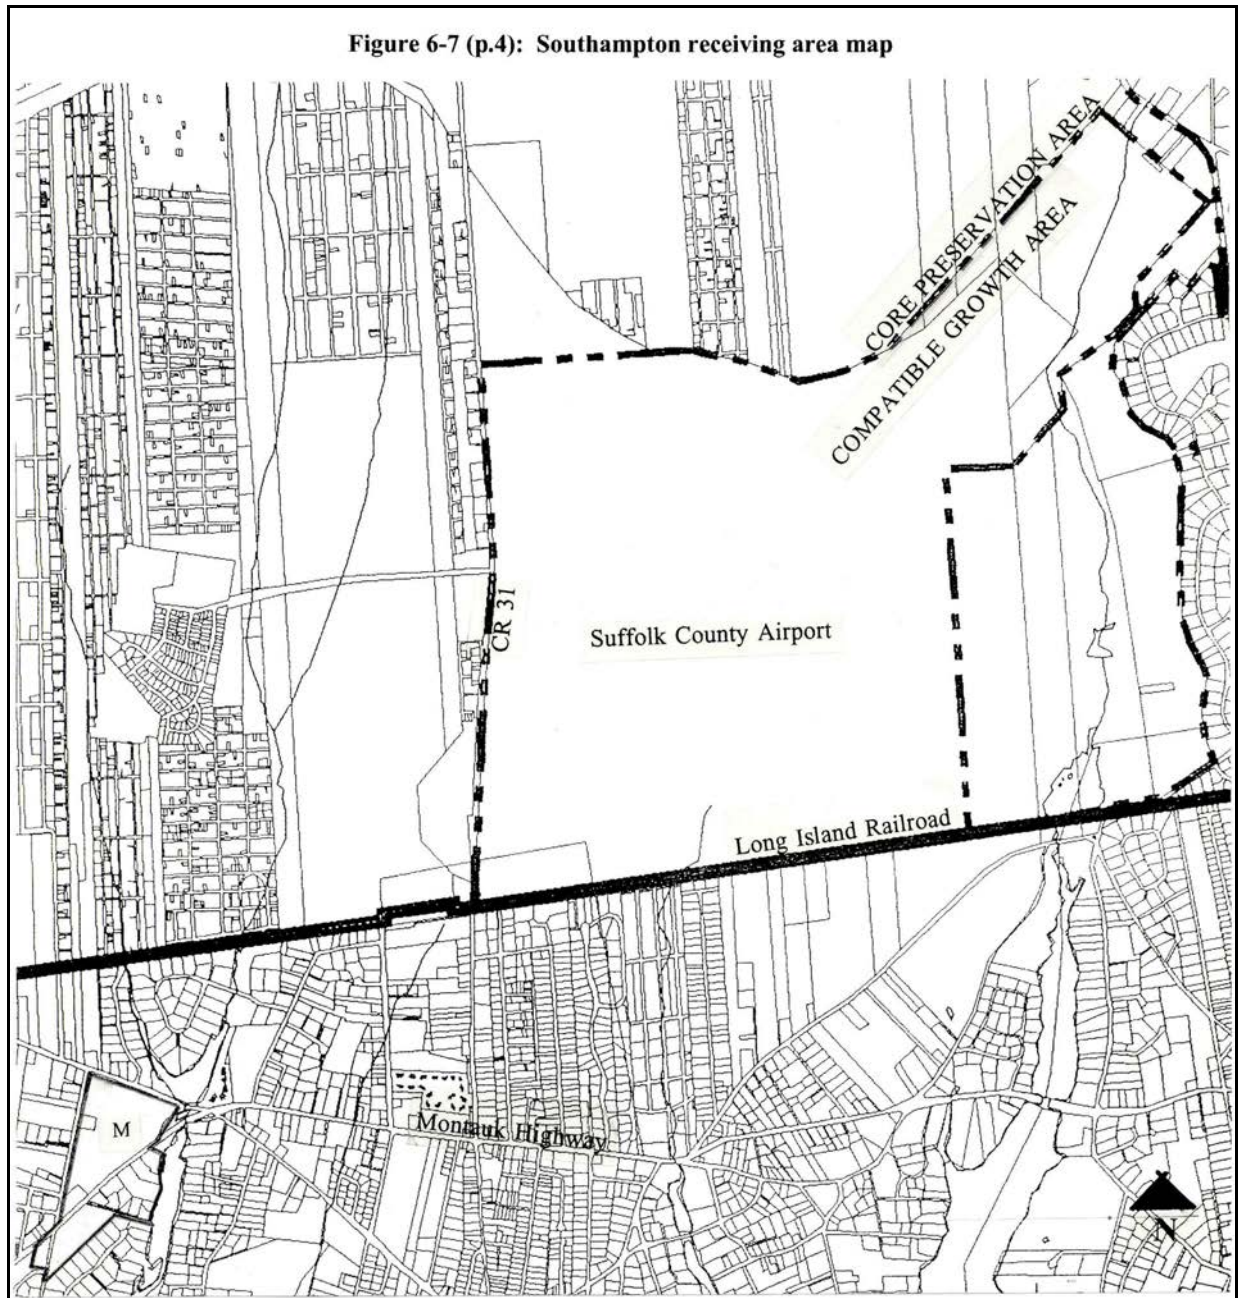 Figure 6-7 (p.4): Southampton receiving area map
CORE PRESERVATION AREA
COMPATIBLE GROWTH AREA
CR 31
Suffolk County Airport
Long Island Railroad
M
Montauk Highway